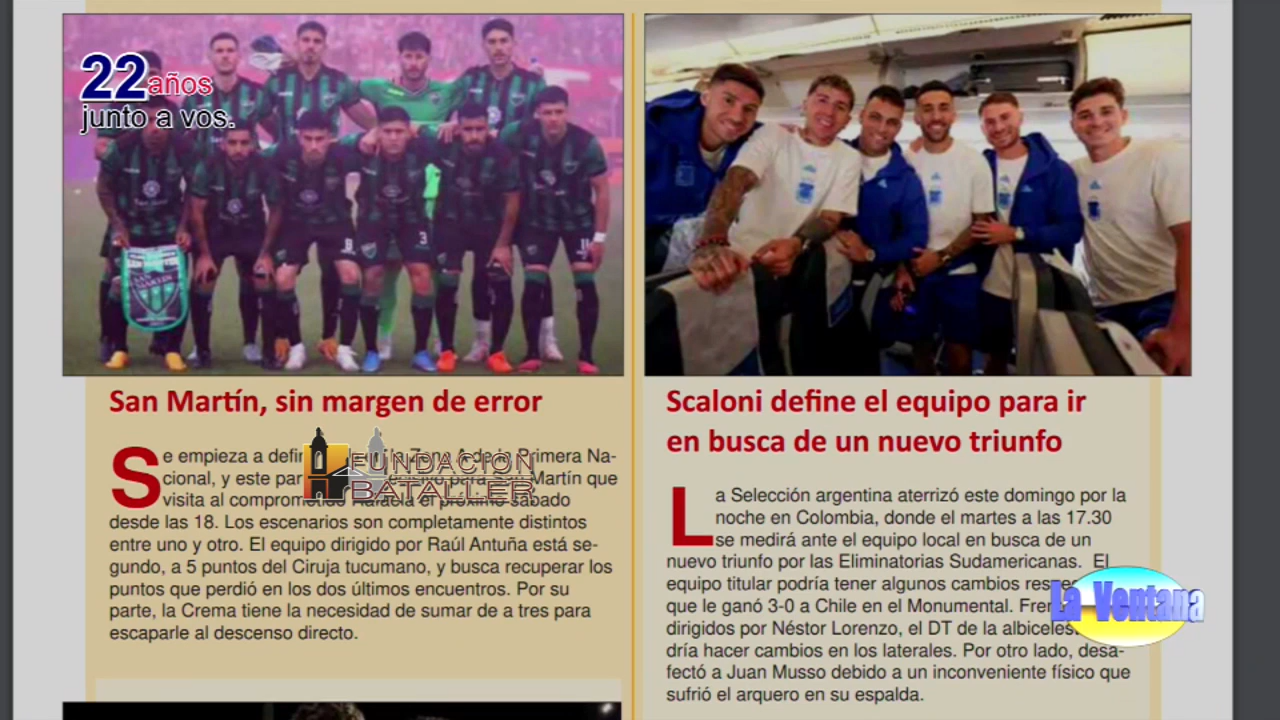 22 años
junto a vos.
San Martín, sin margen de error
Se empieza a defin Primera Na-
cional, y este par Martín que
visita al comprom Rafaela el próximo sábado
desde las 18. Los escenarios son completamente distintos
entre uno y otro. El equipo dirigido por Raúl Antuña está se-
gundo, a 5 puntos del Ciruja tucumano, y busca recuperar los
puntos que perdió en los dos últimos encuentros. Por su
parte, la Crema tiene la necesidad de sumar de a tres para
escaparle al descenso directo.
FUNDACION
BATALLER
Scaloni define el equipo para ir
en busca de un nuevo triunfo
La Selección argentina aterrizó este domingo por la
noche en Colombia, donde el martes a las 17.30
se medirá ante el equipo local en busca de un
nuevo triunfo por las Eliminatorias Sudamericanas. El
equipo titular podría tener algunos cambios res
que le ganó 3-0 a Chile en el Monumental. Fren
dirigidos por Néstor Lorenzo, el DT de la albiceles
dría hacer cambios en los laterales. Por otro lado, desa-
fectó a Juan Musso debido a un inconveniente físico que
sufrió el arquero en su espalda.
La Ventana